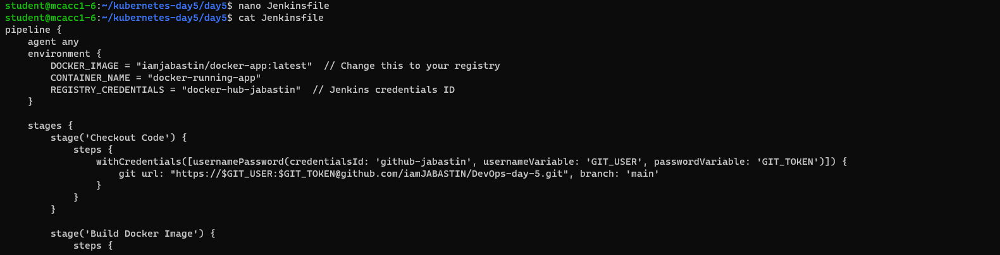 student@mcacc1-6:~/kubernetes-day5/day5$ nano Jenkinsfile
student@mcacc1-6:~/kubernetes-day5/day5$ cat Jenkinsfile
pipeline {
    agent any
    environment {
        DOCKER_IMAGE = "iamjabastin/docker-app:latest"  // Change this to your registry
        CONTAINER_NAME = "docker-running-app"
        REGISTRY_CREDENTIALS = "docker-hub-jabastin"  // Jenkins credentials ID
    }

    stages {
        stage('Checkout Code') {
            steps {
                withCredentials([usernamePassword(credentialsId: 'github-jabastin', usernameVariable: 'GIT_USER', passwordVariable: 'GIT_TOKEN')]) {
                    git url: "https://$GIT_USER:$GIT_TOKEN@github.com/iamJABASTIN/DevOps-day-5.git", branch: 'main'
                }
            }
        }

        stage('Build Docker Image') {
            steps {